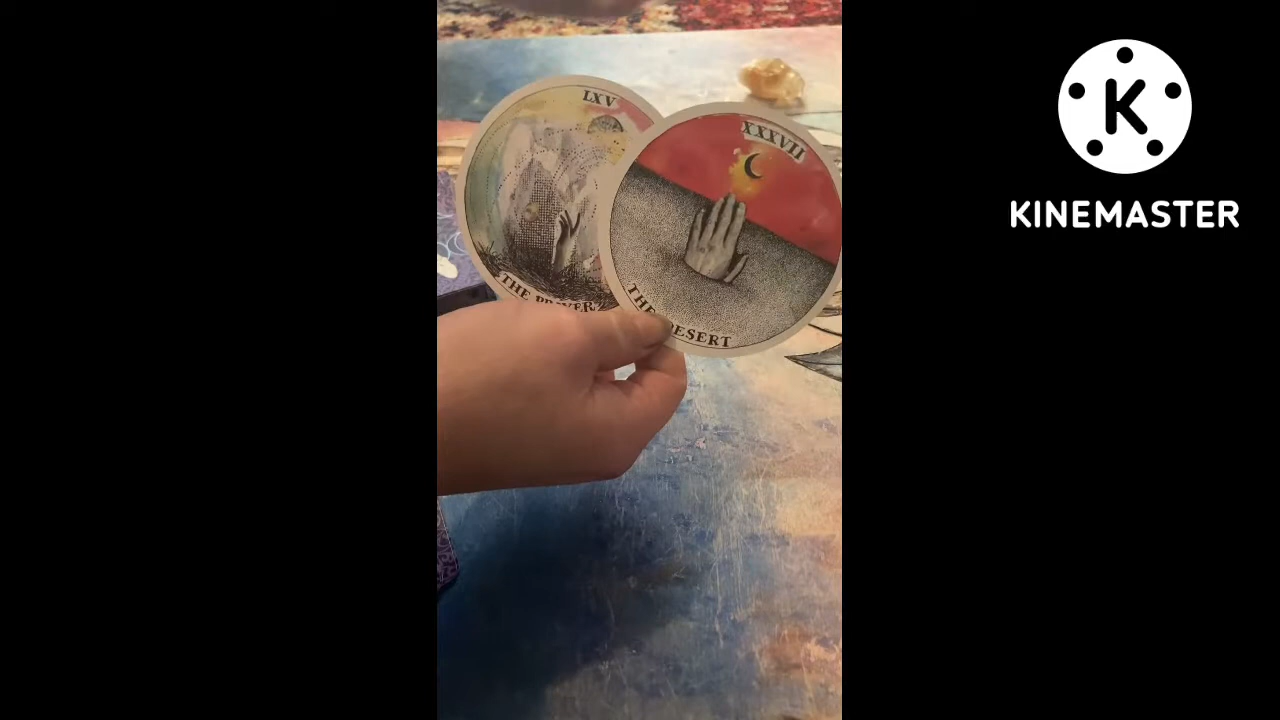 LXV
THE PRAYER
XXXVII
THE DESERT
KINEMASTER